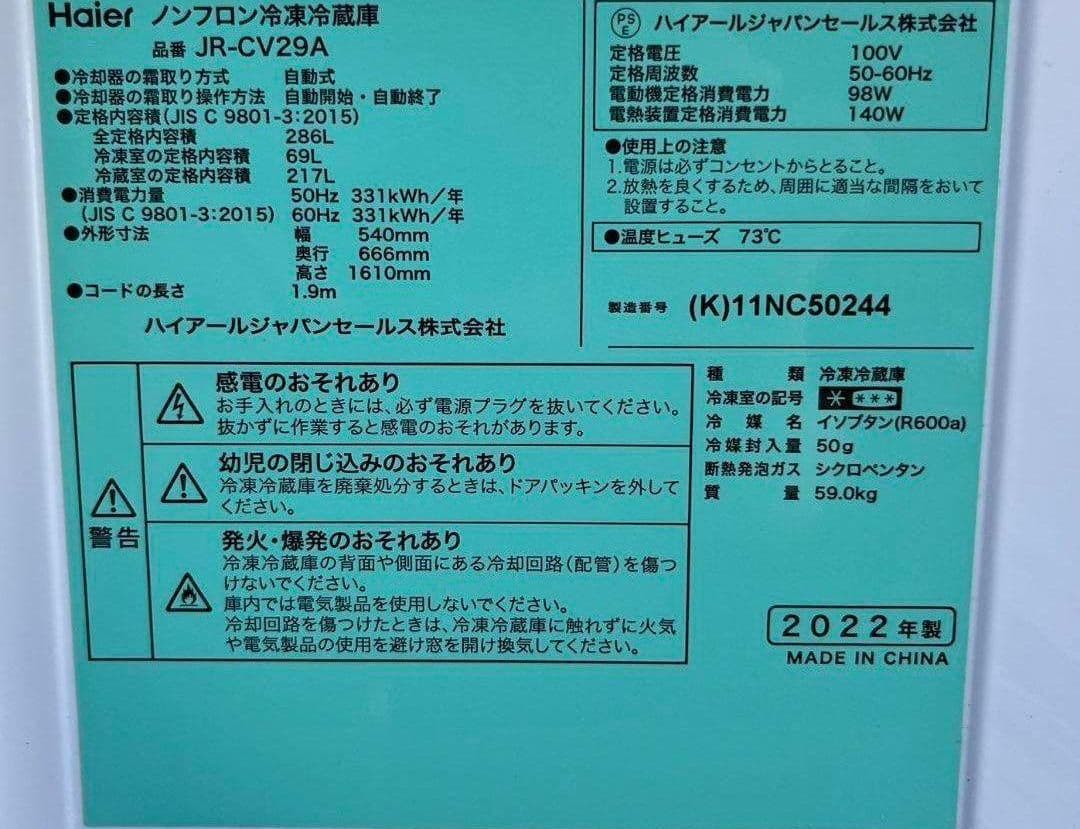 Haier ノンフロン冷凍冷蔵庫
品番 JR-CV29A
●冷却器の霜取り方式 自動式
●冷却器の霜取り操作方法 自動開始・自動終了
●定格内容積(JIS C 9801-3:2015)
全定格内容積 286L
冷凍室の定格内容積 69L
冷蔵室の定格内容積 217L
●消費電力量 50Hz 331kWh/年
(JIS C 9801-3:2015) 60Hz 331kWh/年
●外形寸法 幅 540mm
奥行 666mm
高さ 1610mm
●コードの長さ 1.9m
ハイアールジャパンセールス株式会社
PSE ハイアールジャパンセールス株式会社
定格電圧 100V
定格周波数 50-60Hz
電動機定格消費電力 98W
電熱装置定格消費電力 140W
●使用上の注意
1.電源は必ずコンセントからとること。
2.放熱を良くするため、周囲に適当な間隔をおいて
設置すること。
●温度ヒューズ 73℃
製造番号 (K)11NC50244
警告
感電のおそれあり
お手入れのときには、必ず電源プラグを抜いてください。
抜かずに作業すると感電のおそれがあります。
幼児の閉じ込みのおそれあり
冷凍冷蔵庫を廃棄処分するときは、ドアパッキンを外して
ください。
発火・爆発のおそれあり
冷凍冷蔵庫の背面や側面にある冷却回路(配管)を傷つ
けないでください。
庫内では電気製品を使用しないでください。
冷却回路を傷つけたときは、冷凍冷蔵庫に触れずに火気
や電気製品の使用を避け窓を開け換気してください。
種類 冷凍冷蔵庫
冷凍室の記号 * ***
冷媒名 イソブタン(R600a)
冷媒封入量 50g
断熱発泡ガス シクロペンタン
質量 59.0kg
2022年製
MADE IN CHINA